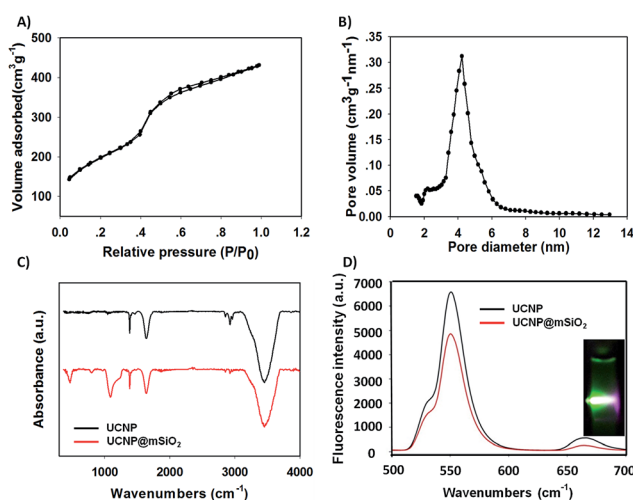 A)
Volume adsorbed(cm³g⁻¹)
500
400
300
200
100
0.0 .2 .4 .6 .8 1.0
Relative pressure (P/P0)
B)
Pore volume (cm³g⁻¹nm⁻¹)
.35
.30
.25
.20
.15
.10
.05
.00
0 2 4 6 8 10 12 14
Pore diameter (nm)
C)
Absorbance (a.u.)
UCNP
UCNP@mSiO₂
1000 2000 3000 4000
Wavenumbers (cm⁻¹)
D)
Fluorescence intensity (a.u.)
7000
6000
5000
4000
3000
2000
1000
0
UCNP
UCNP@mSiO₂
500 550 600 650 700
Wavenumbers (cm⁻¹)